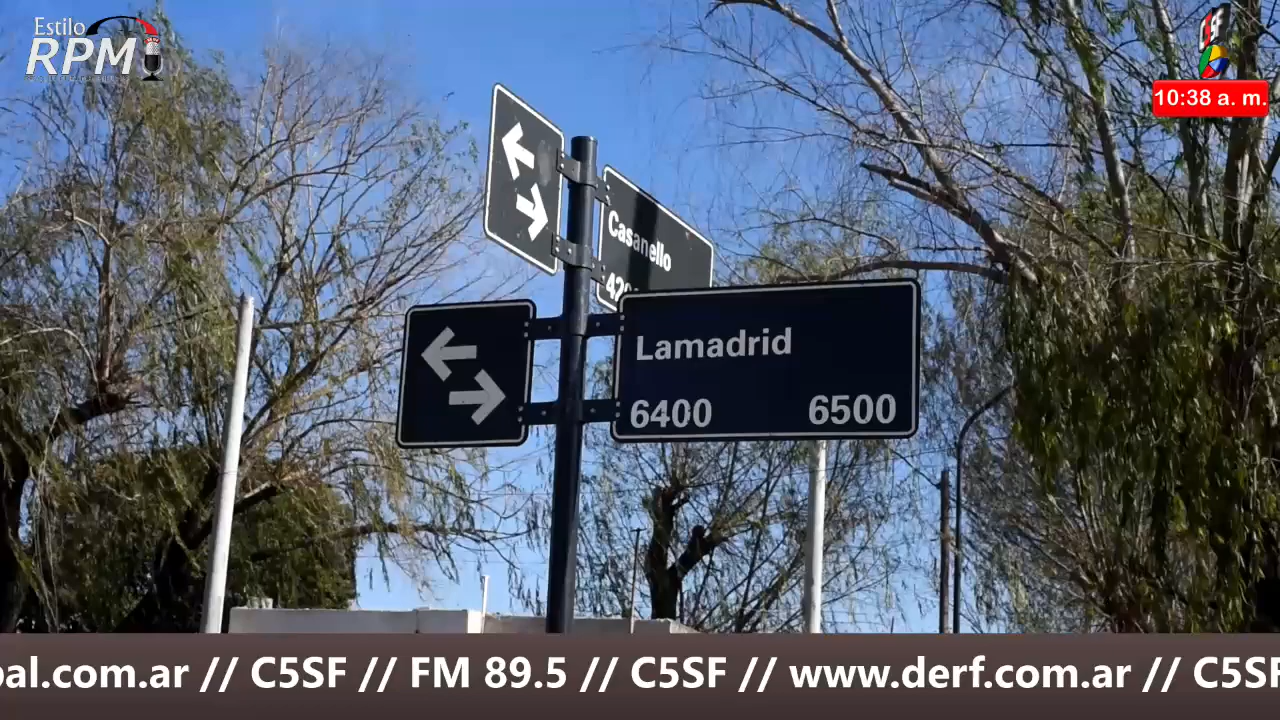 Estilo
RPM
10:38 a. m.
Casanello
Lamadrid
6400 6500
al.com.ar // C5SF // FM 89.5 // C5SF // www.derf.com.ar // C5SF